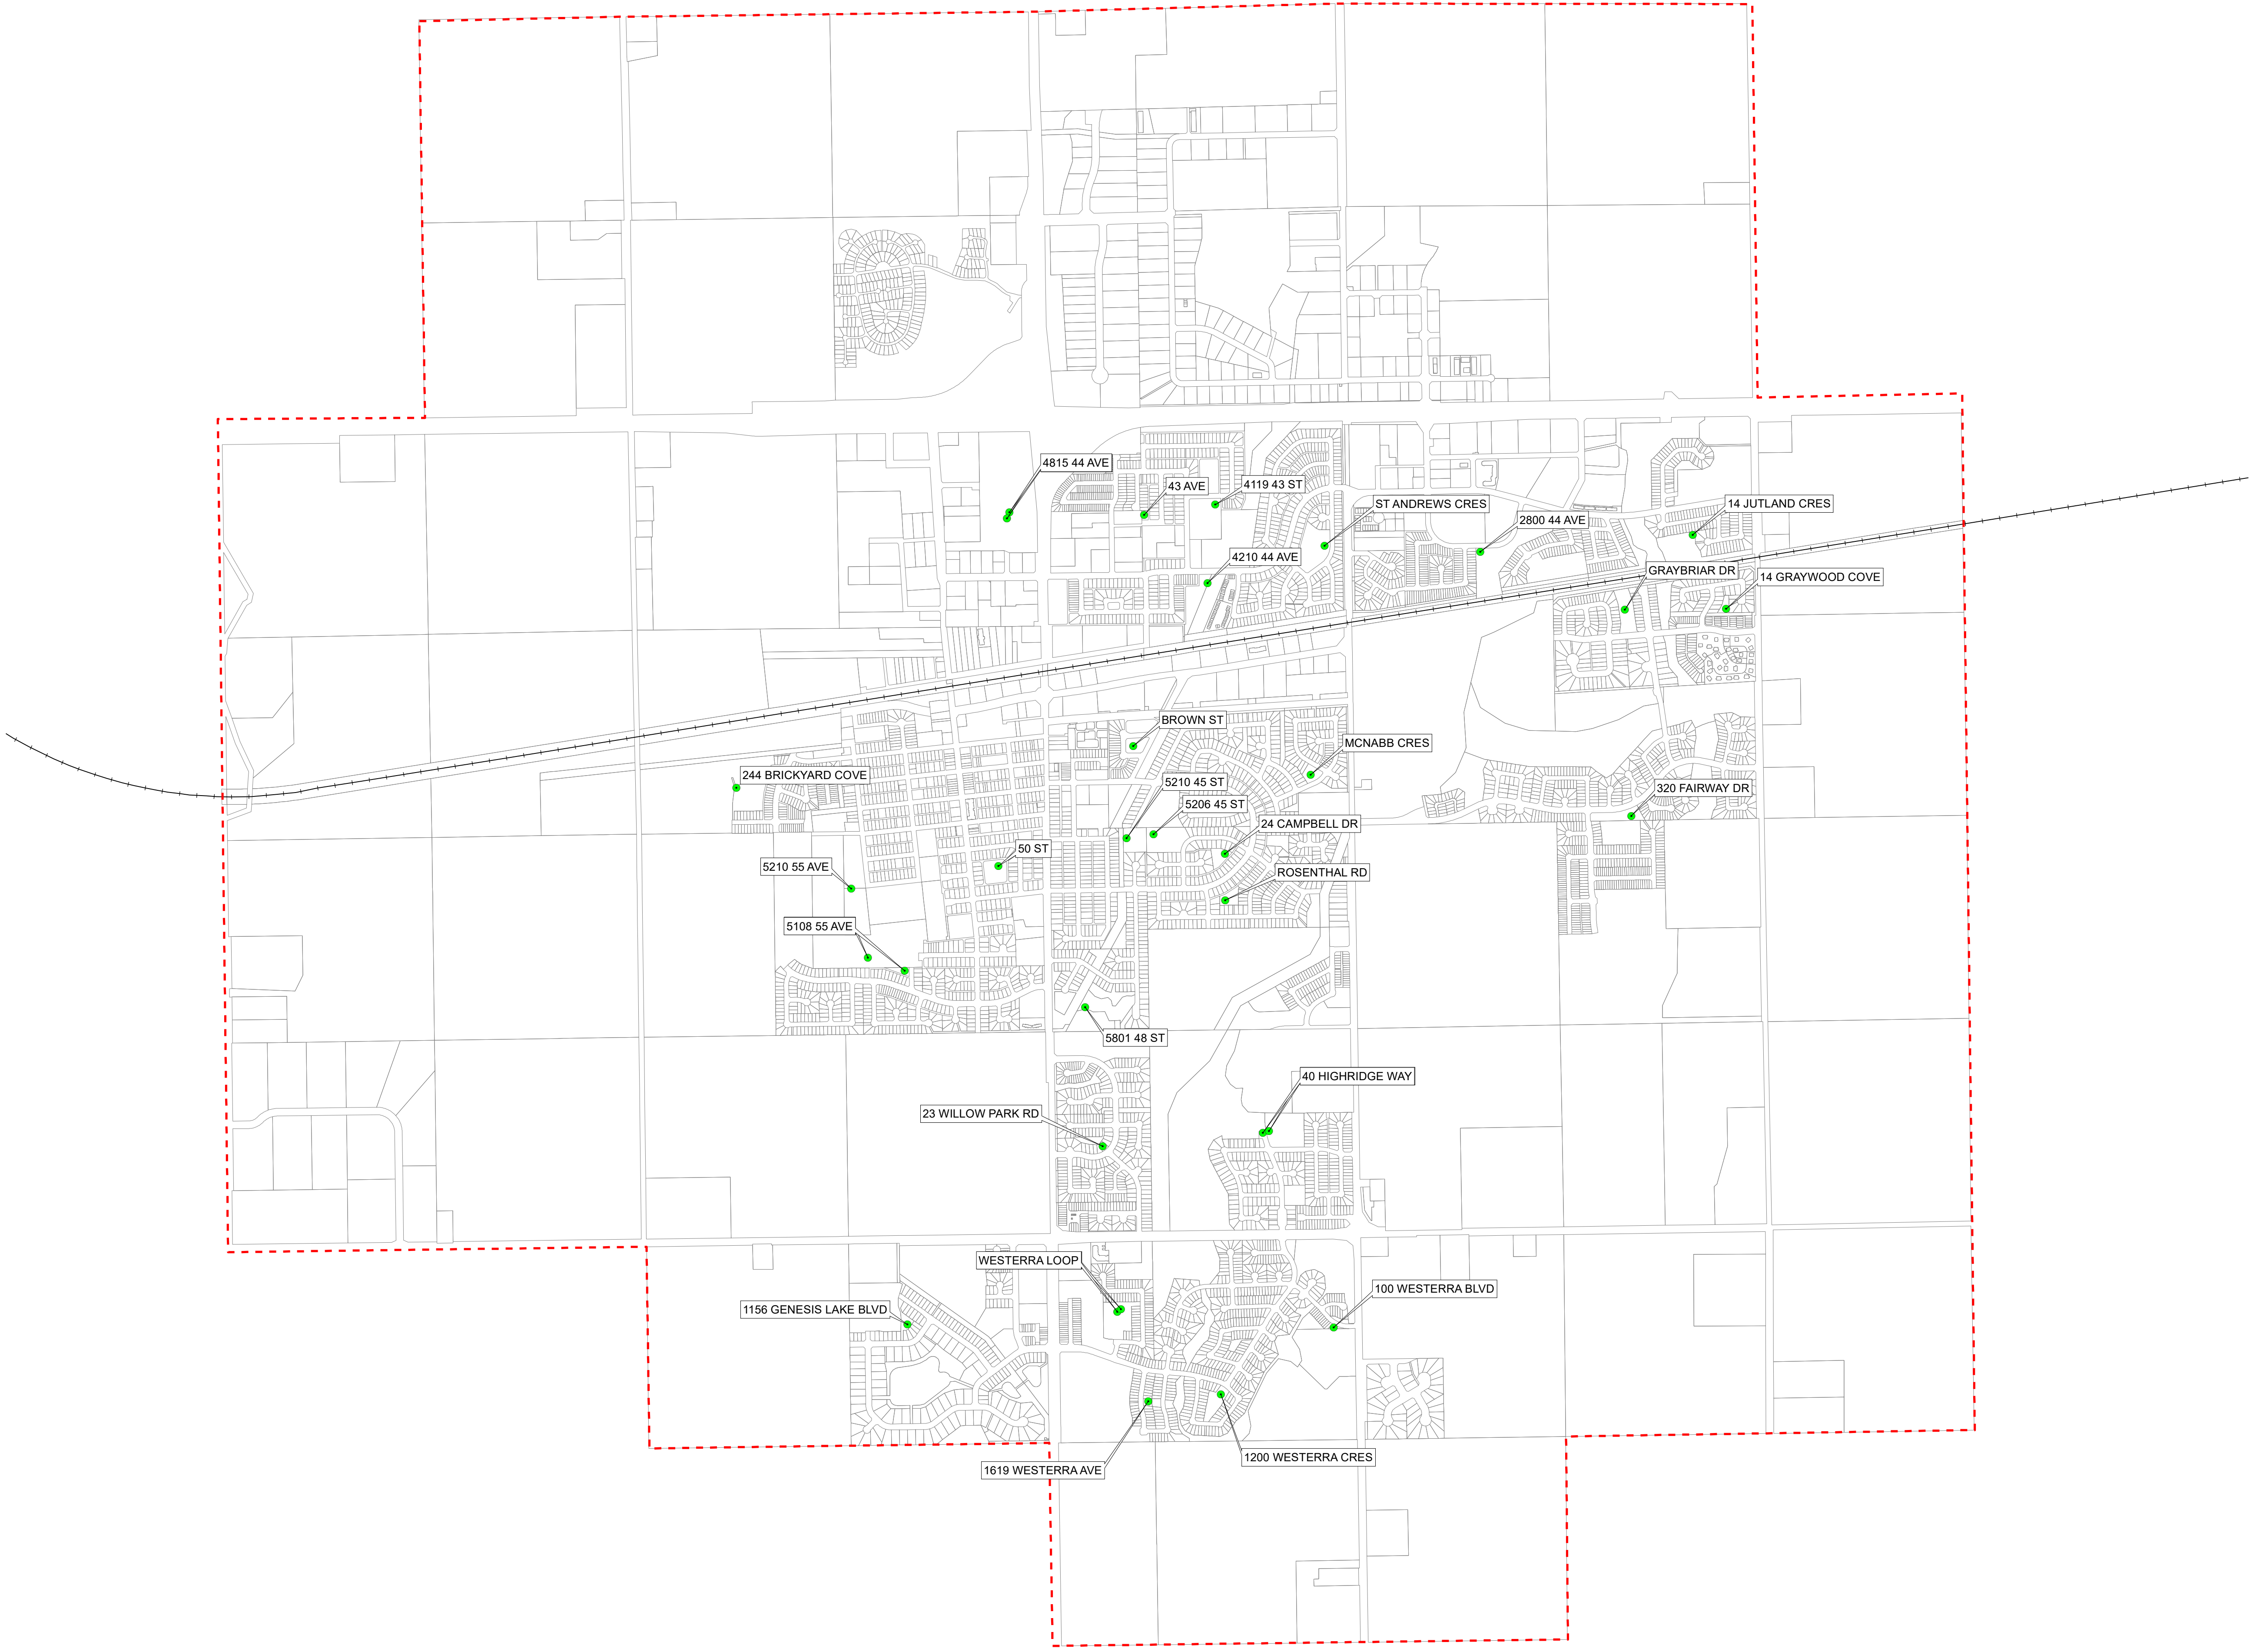 4815 44 AVE
43 AVE
4119 43 ST
ST ANDREWS CRES
2800 44 AVE
14 JUTLAND CRES
4210 44 AVE
GRAYBRIAR DR
14 GRAYWOOD COVE
BROWN ST
MCNABB CRES
244 BRICKYARD COVE
5210 45 ST
320 FAIRWAY DR
5206 45 ST
24 CAMPBELL DR
50 ST
5210 55 AVE
ROSENTHAL RD
5108 55 AVE
5801 48 ST
40 HIGHRIDGE WAY
23 WILLOW PARK RD
WESTERRA LOOP
100 WESTERRA BLVD
1156 GENESIS LAKE BLVD
1200 WESTERRA CRES
1619 WESTERRA AVE